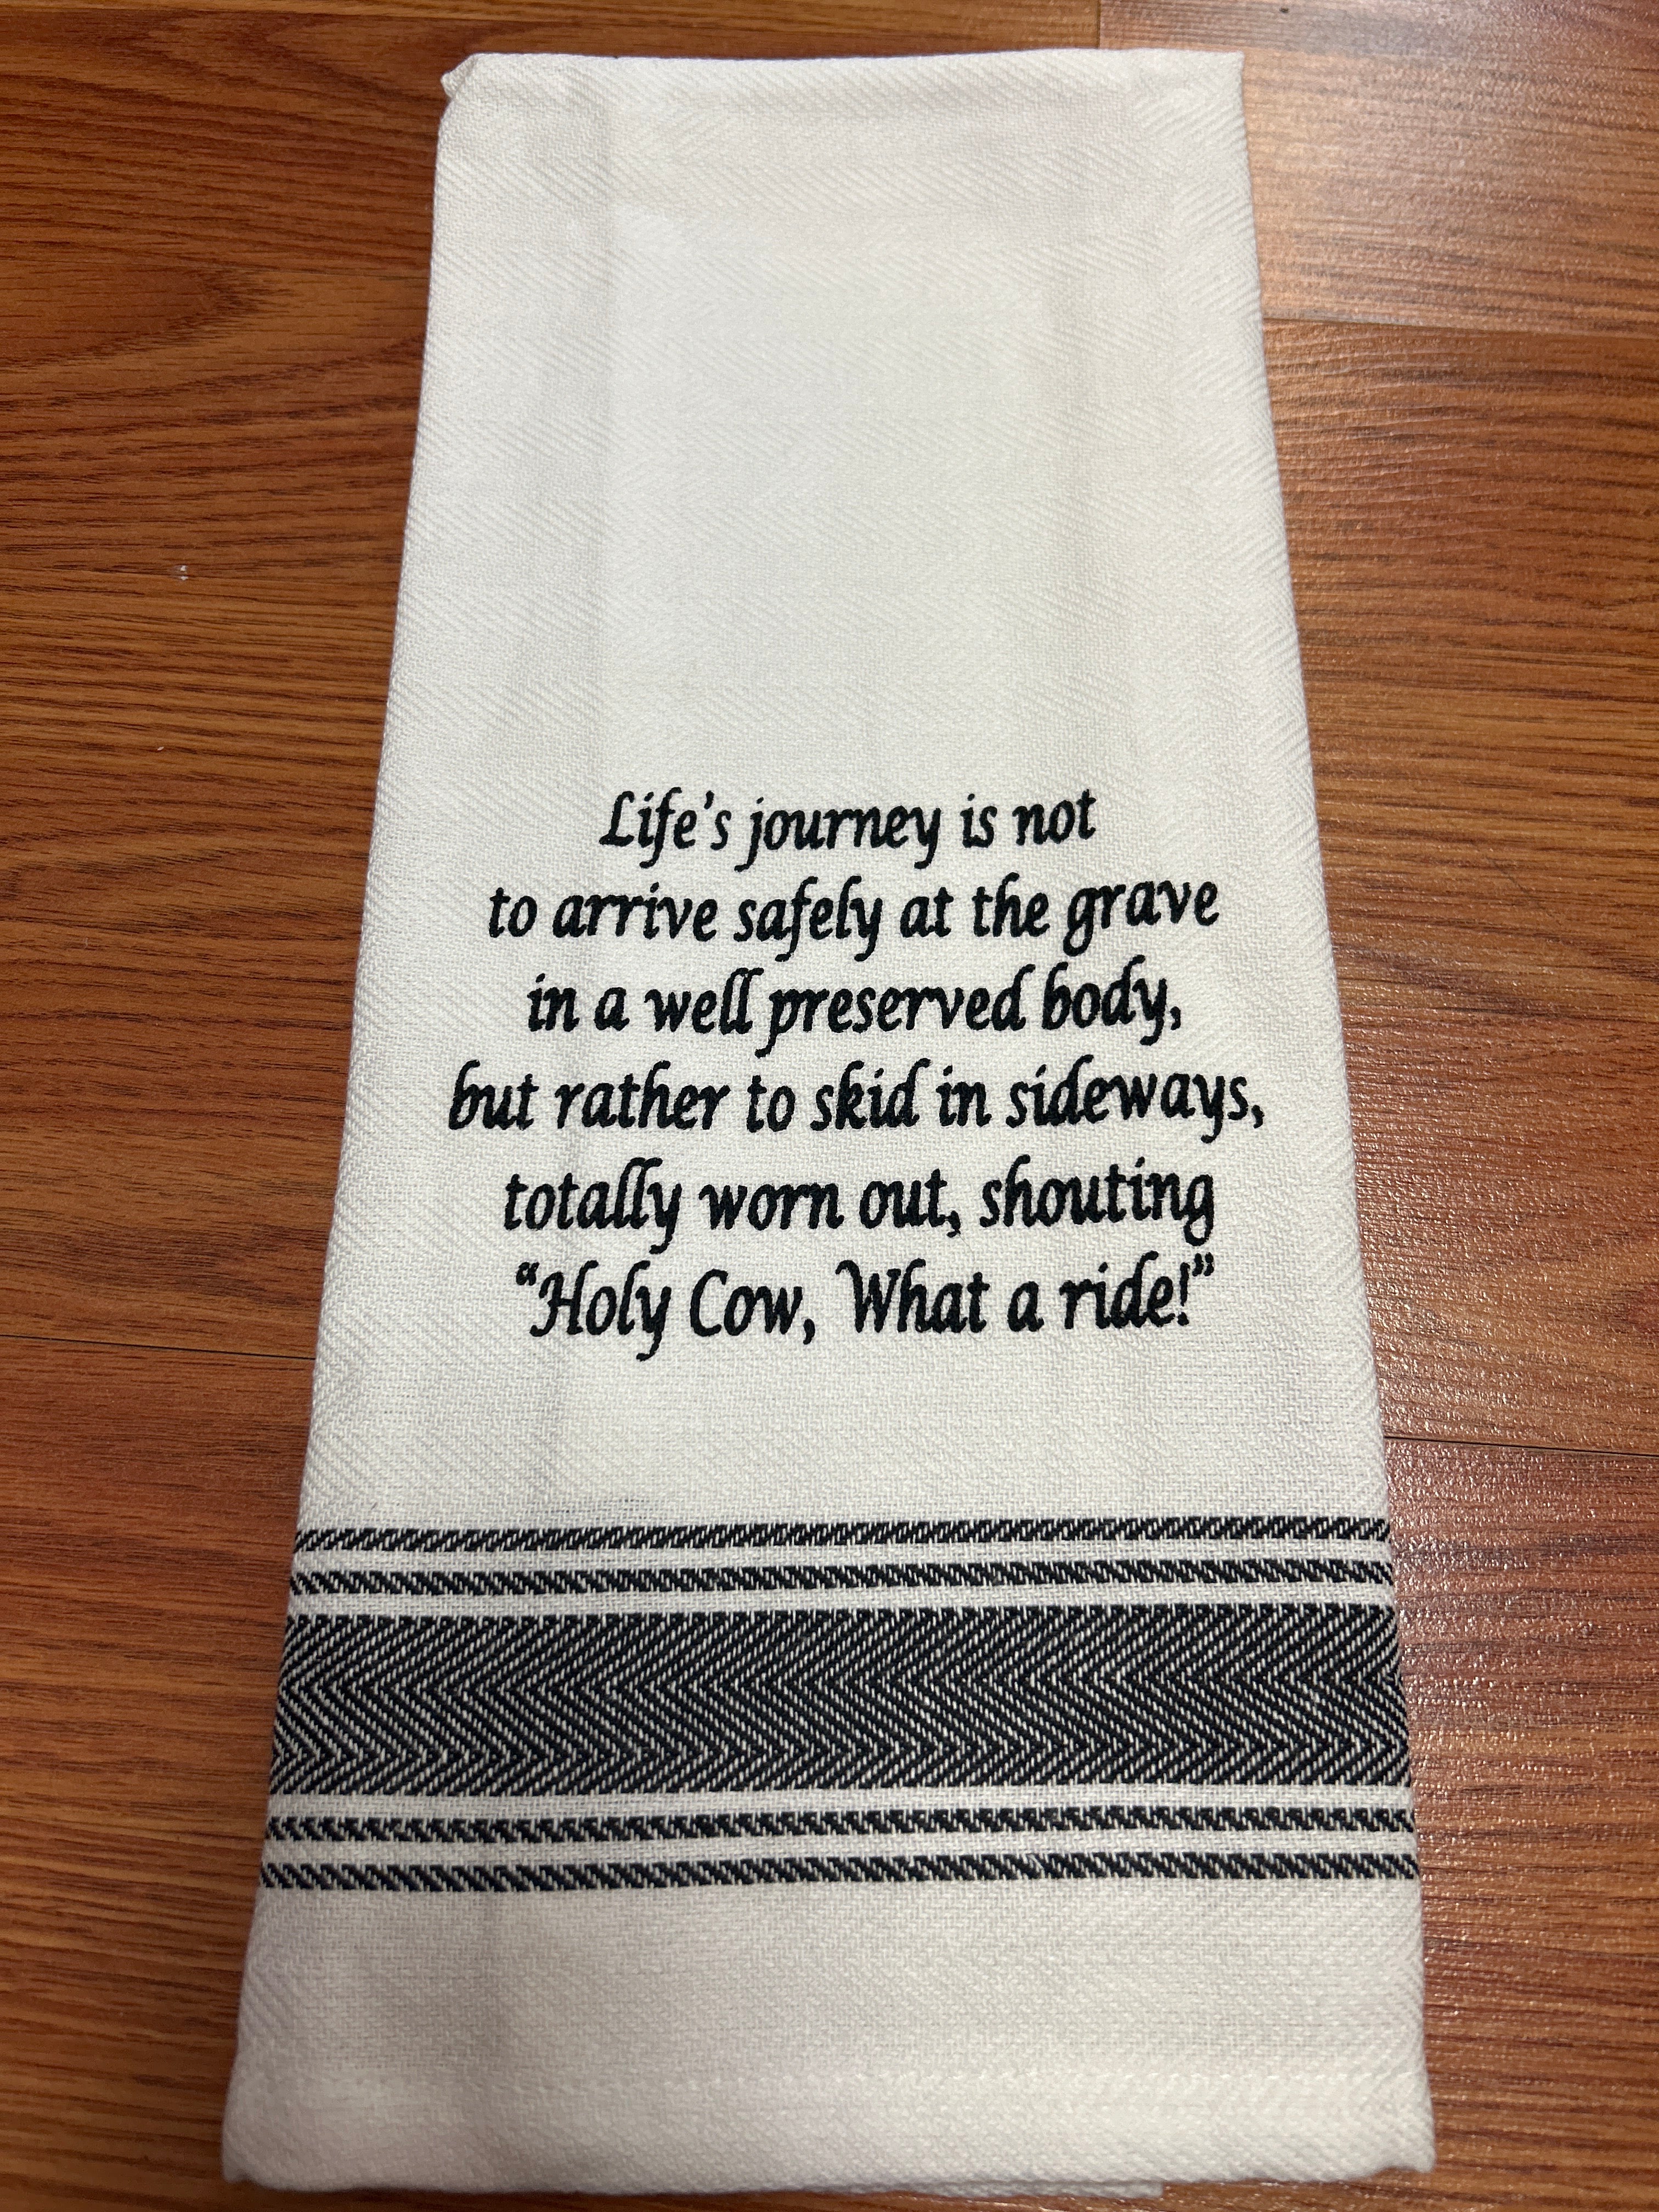 Life's journey is not
to arrive safely at the grave
in a well preserved body,
but rather to skid in sideways,
totally worn out, shouting
“Holy Cow, What a ride!”